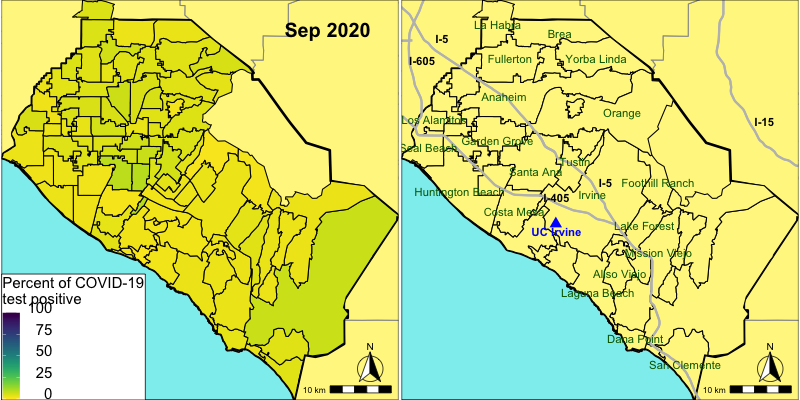 Sep 2020
Percent of COVID-19
test positive
100
75
50
25
0
N
10 km
La Habra
Brea
I-5
I-605
Fullerton
Yorba Linda
Anaheim
Orange
Los Alamitos
I-15
Garden Grove
Seal Beach
Tustin
Santa Ana
I-5
Foothill Ranch
Huntington Beach
Irvine
I-405
Costa Mesa
UC Irvine
Lake Forest
Mission Viejo
Aliso Viejo
Laguna Beach
Dana Point
San Clemente
N
10 km